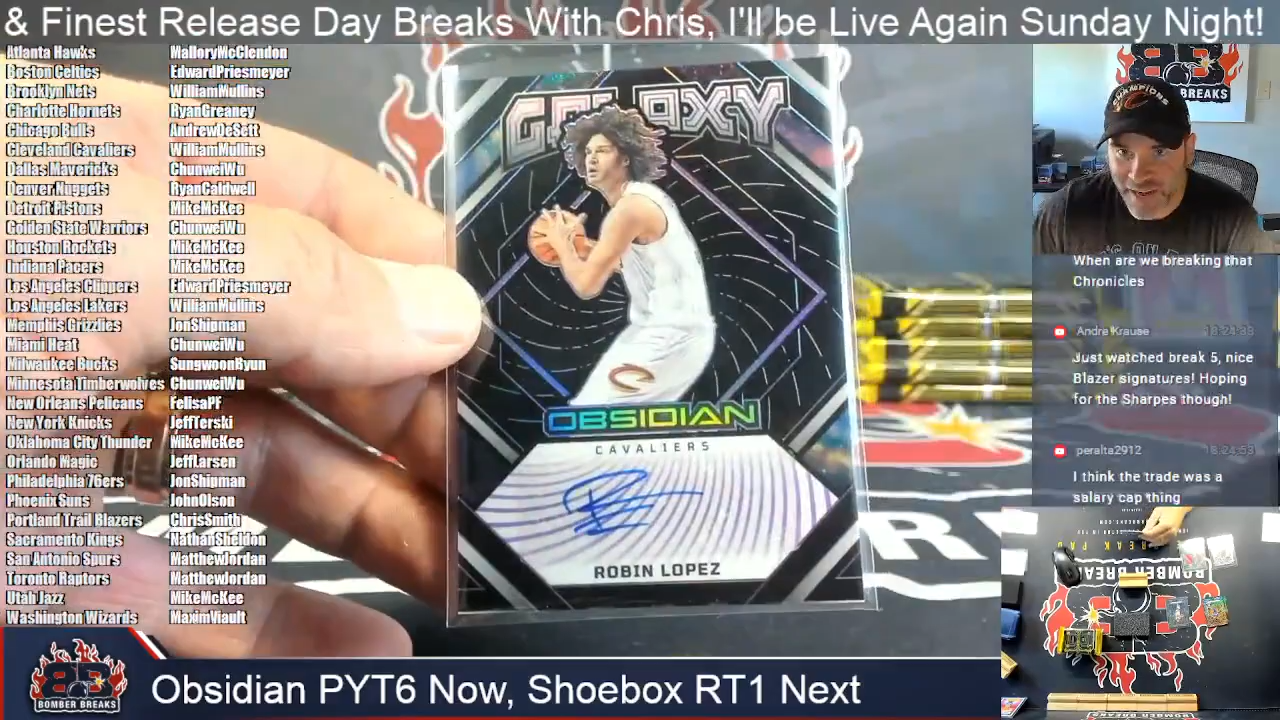 & Finest Release Day Breaks With Chris, I'll be Live Again Sunday Night!
Atlanta Hawks MalloryMcClendon
Boston Celtics EdwardPriesmeyer
Brooklyn Nets WilliamMullins
Charlotte Hornets RyanGreaney
Chicago Bulls AndrewDeSett
Cleveland Cavaliers WilliamMullins
Dallas Mavericks ChunweiWu
Denver Nuggets RyanCaldwell
Detroit Pistons MikeMcKee
Golden State Warriors ChunweiWu
Houston Rockets MikeMcKee
Indiana Pacers MikeMcKee
Los Angeles Clippers EdwardPriesmeyer
Los Angeles Lakers WilliamMullins
Memphis Grizzlies JonShipman
Miami Heat ChunweiWu
Milwaukee Bucks SungwoonByun
Minnesota Timberwolves ChunweiWu
New Orleans Pelicans FelisaPF
New York Knicks JeffTerski
Oklahoma City Thunder MikeMcKee
Orlando Magic JeffLarsen
Philadelphia 76ers JonShipman
Phoenix Suns JohnOlson
Portland Trail Blazers ChrisSmith
Sacramento Kings NathanSheldon
San Antonio Spurs MatthewJordan
Toronto Raptors MatthewJordan
Utah Jazz MikeMcKee
Washington Wizards MaximViault
GALAXY
OBSIDIAN
CAVALIERS
ROBIN LOPEZ
BREAKS
CHAMPIONS
When are we breaking that
Chronicles
Andre Krause
Just watched break 5, nice
Blazer signatures! Hoping
for the Sharpes though!
peralta2912 18:24:53
I think the trade was a
salary cap thing
BOMBER BREAKS
Obsidian PYT6 Now, Shoebox RT1 Next